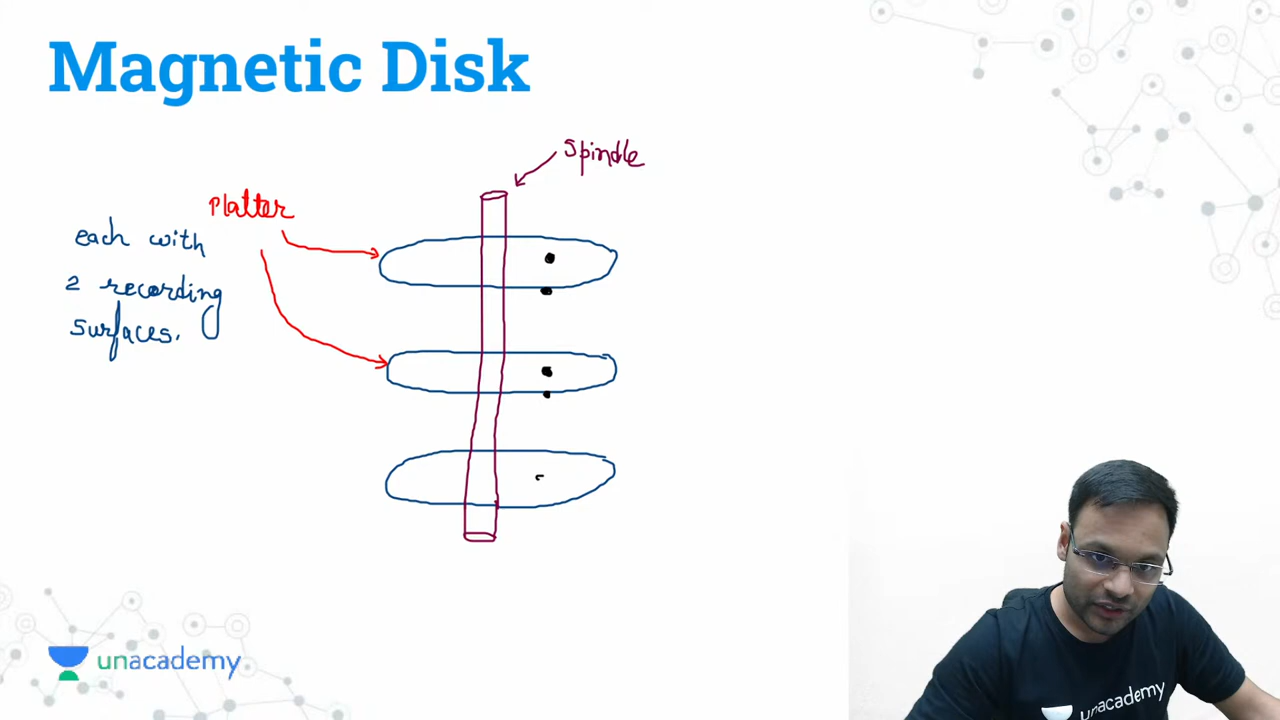 Magnetic Disk
Spindle
Platter
each with
2 recording
surfaces.
unacademy
unacademy